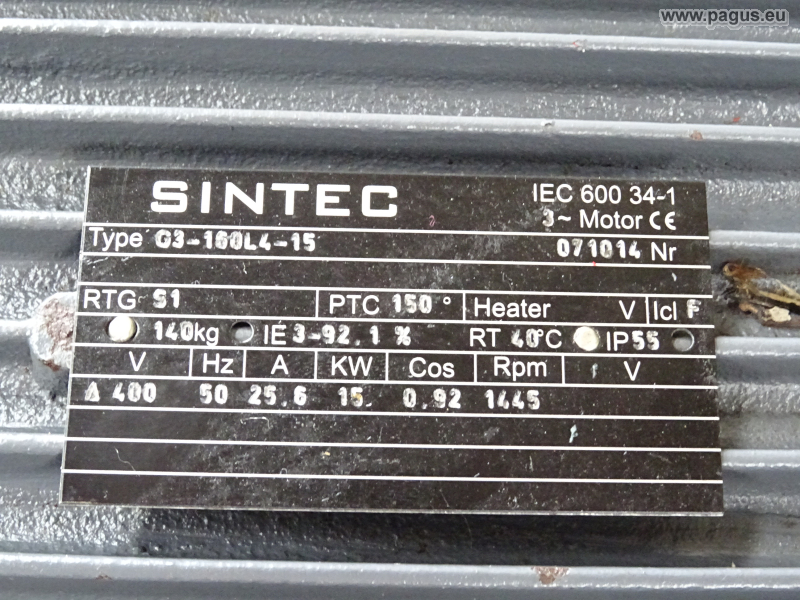 www.pagus.eu
SINTEC
IEC 600 34-1
3~ Motor CE
Type G3-160L4-15 071014 Nr
RTG S1 PTC 150 ° Heater V Icl F
140kg IE 3-92.1 % RT 40°C IP55
V Hz A KW Cos Rpm V
Δ 400 50 25,6 15 0,92 1445